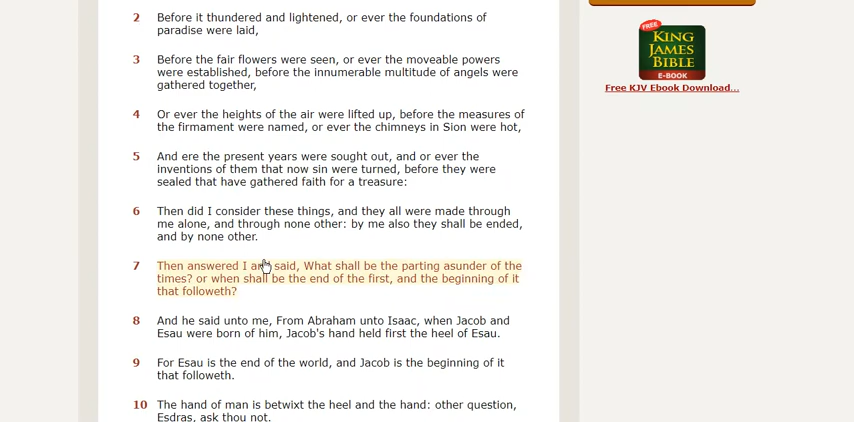 2 Before it thundered and lightened, or ever the foundations of
paradise were laid,
3 Before the fair flowers were seen, or ever the moveable powers
were established, before the innumerable multitude of angels were
gathered together,
4 Or ever the heights of the air were lifted up, before the measures of
the firmament were named, or ever the chimneys in Sion were hot,
5 And ere the present years were sought out, and or ever the
inventions of them that now sin were turned, before they were
sealed that have gathered faith for a treasure:
6 Then did I consider these things, and they all were made through
me alone, and through none other: by me also they shall be ended,
and by none other.
7 Then answered I and said, What shall be the parting asunder of the
times? or when shall be the end of the first, and the beginning of it
that followeth?
8 And he said unto me, From Abraham unto Isaac, when Jacob and
Esau were born of him, Jacob's hand held first the heel of Esau.
9 For Esau is the end of the world, and Jacob is the beginning of it
that followeth.
10 The hand of man is betwixt the heel and the hand: other question,
Esdras, ask thou not.
FREE
KING
JAMES
BIBLE
E-BOOK
Free KJV Ebook Download...